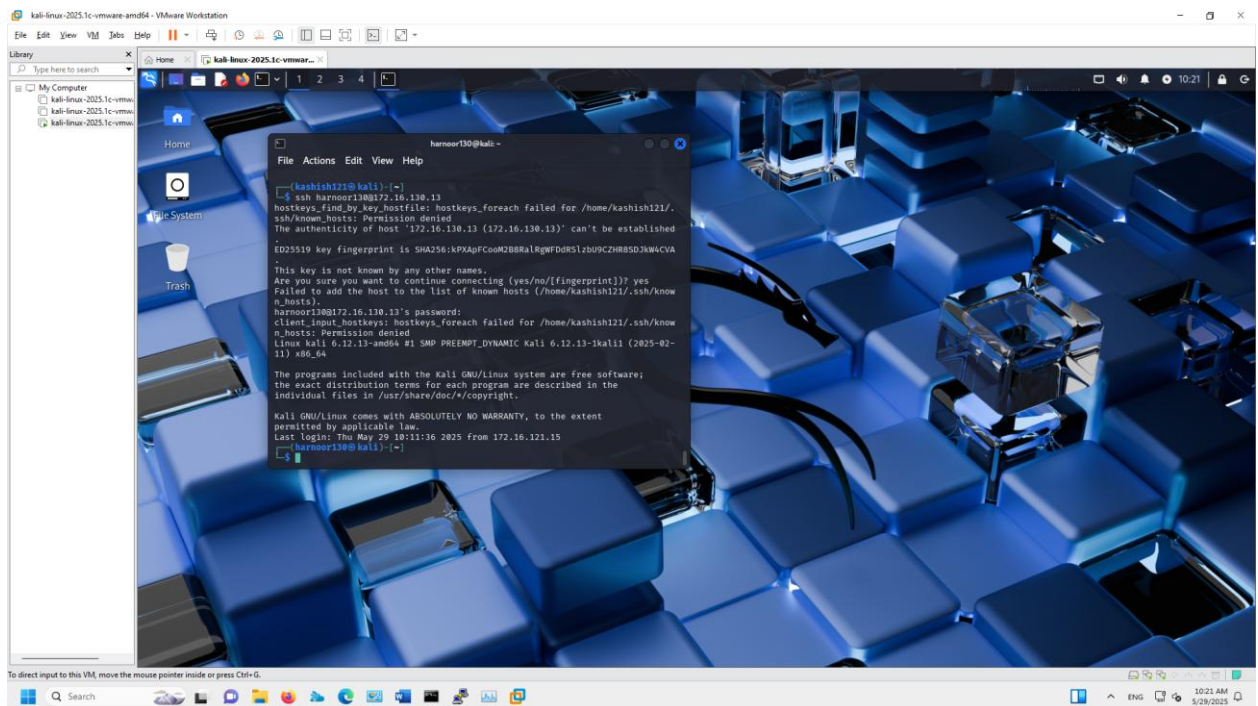 kali-linux-2025.1c-vmware-amd64 - VMware Workstation
File Edit View VM Tabs Help
Library
Type here to search
My Computer
kali-linux-2025.1c-vmw
kali-linux-2025.1c-vmw
kali-linux-2025.1c-vmw
Home
kali-linux-2025.1c-vmwar...
1 2 3 4
10:21
Home
File System
Trash
harnoor130@kali: ~
File Actions Edit View Help
(kashish121㉿kali)-[~]
$ ssh harnoor130@172.16.130.13
hostkeys_find_by_key_hostfile: hostkeys_foreach failed for /home/kashish121/.
ssh/known_hosts: Permission denied
The authenticity of host '172.16.130.13 (172.16.130.13)' can't be established
.
ED25519 key fingerprint is SHA256:kPXApFCooM2B8RalRgWFDdRSlzbU9CZHR8SDJkW4CVA
.
This key is not known by any other names.
Are you sure you want to continue connecting (yes/no/[fingerprint])? yes
Failed to add the host to the list of known hosts (/home/kashish121/.ssh/know
n_hosts).
harnoor130@172.16.130.13's password:
client_input_hostkeys: hostkeys_foreach failed for /home/kashish121/.ssh/know
n_hosts: Permission denied
Linux kali 6.12.13-amd64 #1 SMP PREEMPT_DYNAMIC Kali 6.12.13-1kali1 (2025-02-
11) x86_64
The programs included with the Kali GNU/Linux system are free software;
the exact distribution terms for each program are described in the
individual files in /usr/share/doc/*/copyright.
Kali GNU/Linux comes with ABSOLUTELY NO WARRANTY, to the extent
permitted by applicable law.
Last login: Thu May 29 10:11:36 2025 from 172.16.121.15
(harnoor130㉿kali)-[~]
$
To direct input to this VM, move the mouse pointer inside or press Ctrl+G.
Search
ENG
10:21 AM
5/29/2025